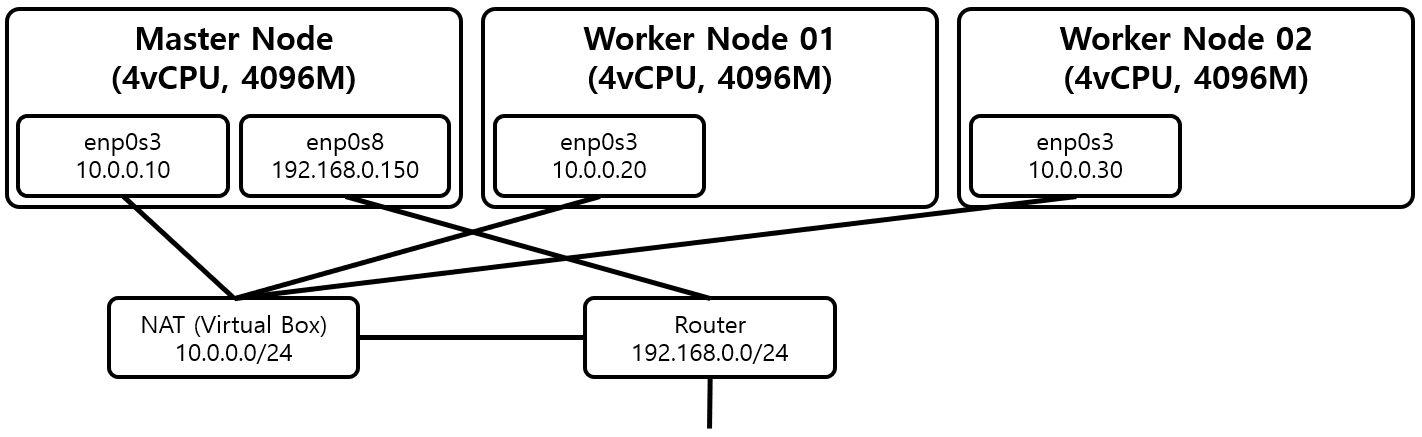 Master Node
(4vCPU, 4096M)
enp0s3
10.0.0.10
enp0s8
192.168.0.150
Worker Node 01
(4vCPU, 4096M)
enp0s3
10.0.0.20
Worker Node 02
(4vCPU, 4096M)
enp0s3
10.0.0.30
NAT (Virtual Box)
10.0.0.0/24
Router
192.168.0.0/24